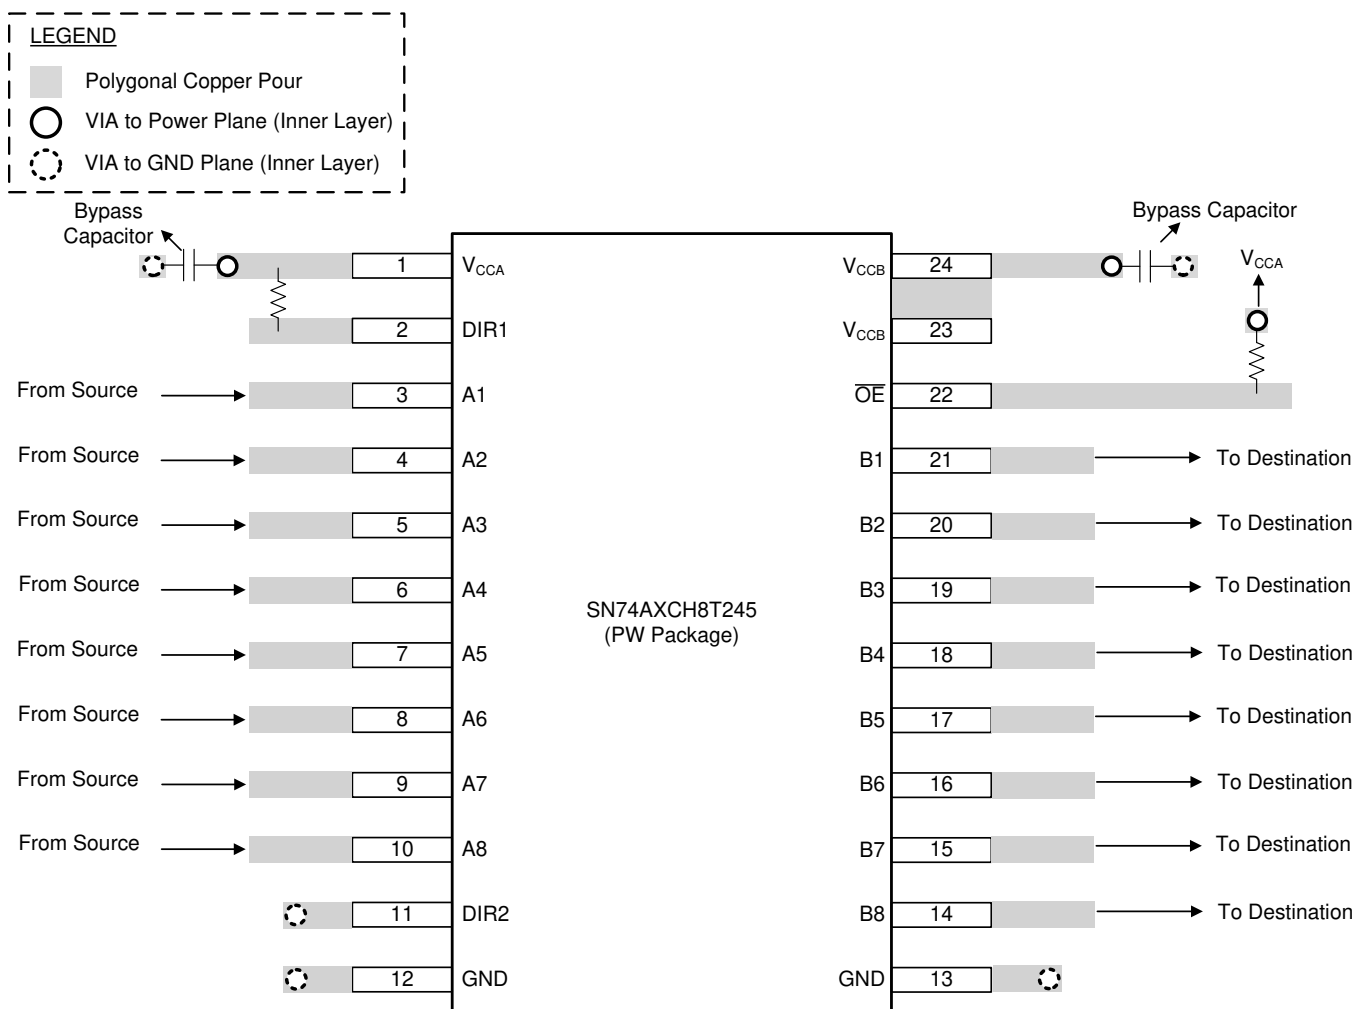 LEGEND
Polygonal Copper Pour
VIA to Power Plane (Inner Layer)
VIA to GND Plane (Inner Layer)
Bypass
Capacitor
Bypass Capacitor
VCCA
1 VCCA
VCCB 24
2 DIR1
VCCB 23
From Source 3 A1
OE 22
From Source 4 A2
B1 21 To Destination
From Source 5 A3
B2 20 To Destination
From Source 6 A4
B3 19 To Destination
SN74AXCH8T245
(PW Package)
From Source 7 A5
B4 18 To Destination
From Source 8 A6
B5 17 To Destination
From Source 9 A7
B6 16 To Destination
From Source 10 A8
B7 15 To Destination
11 DIR2
B8 14 To Destination
12 GND
GND 13